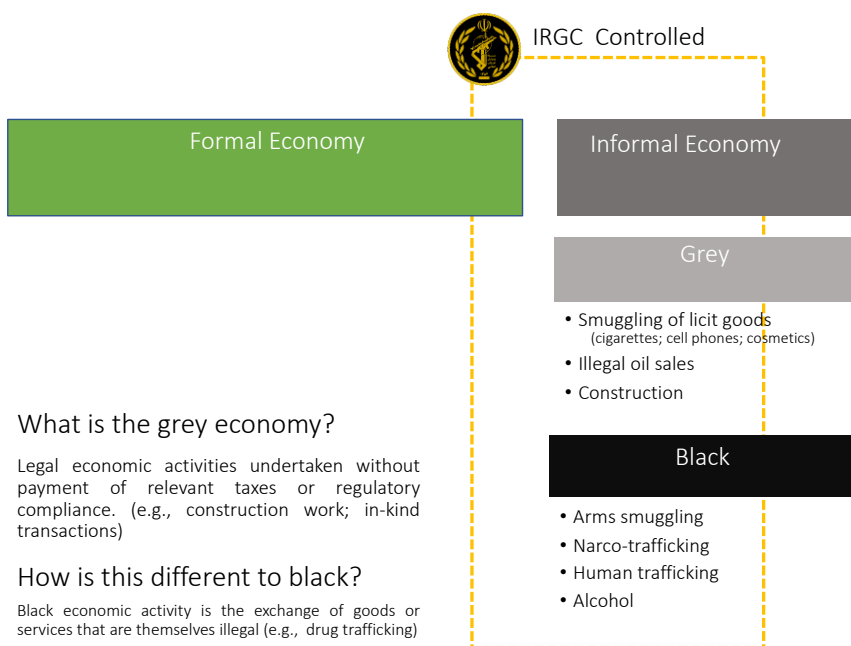 IRGC Controlled
Formal Economy
Informal Economy
Grey
• Smuggling of licit goods
(cigarettes; cell phones; cosmetics)
• Illegal oil sales
• Construction
What is the grey economy?
Legal economic activities undertaken without
payment of relevant taxes or regulatory
compliance. (e.g., construction work; in-kind
transactions)
How is this different to black?
Black economic activity is the exchange of goods or
services that are themselves illegal (e.g., drug trafficking)
Black
• Arms smuggling
• Narco-trafficking
• Human trafficking
• Alcohol